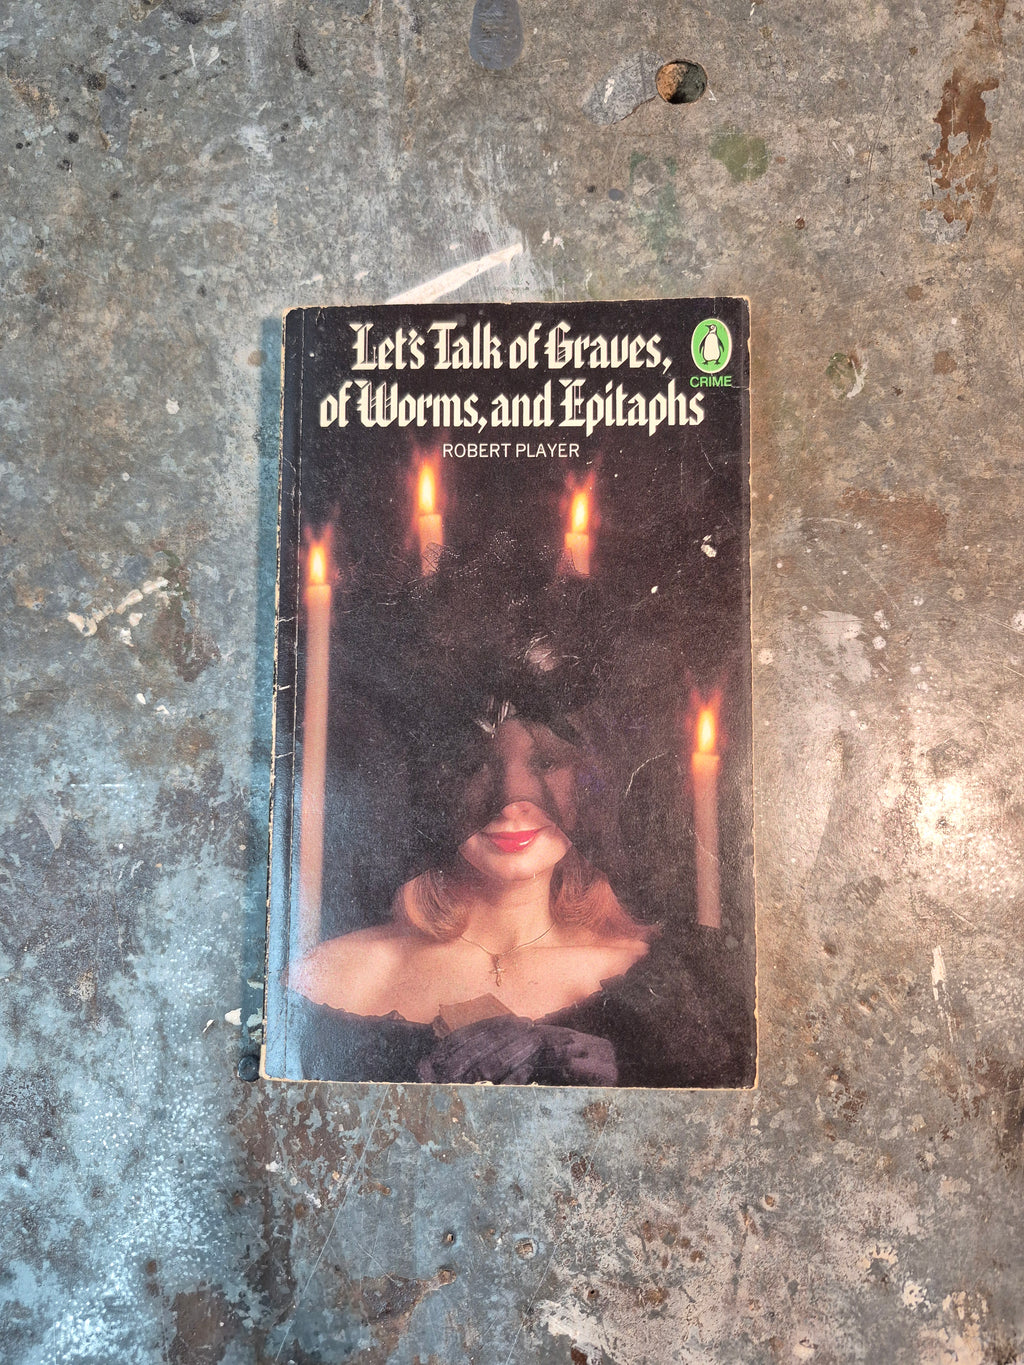 Let's Talk of Graves,
of Worms, and Epitaphs
ROBERT PLAYER
CRIME